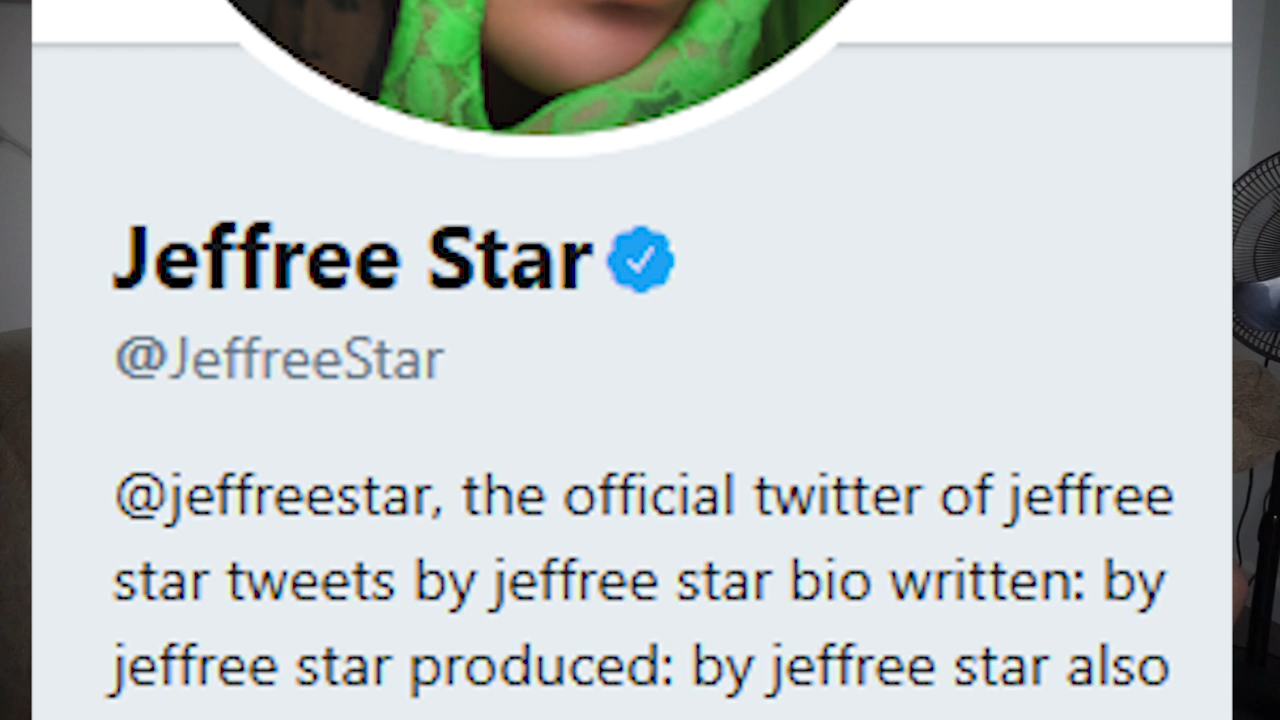 Jeffree Star
@JeffreeStar
@jeffreestar, the official twitter of jeffree
star tweets by jeffree star bio written: by
jeffree star produced: by jeffree star also